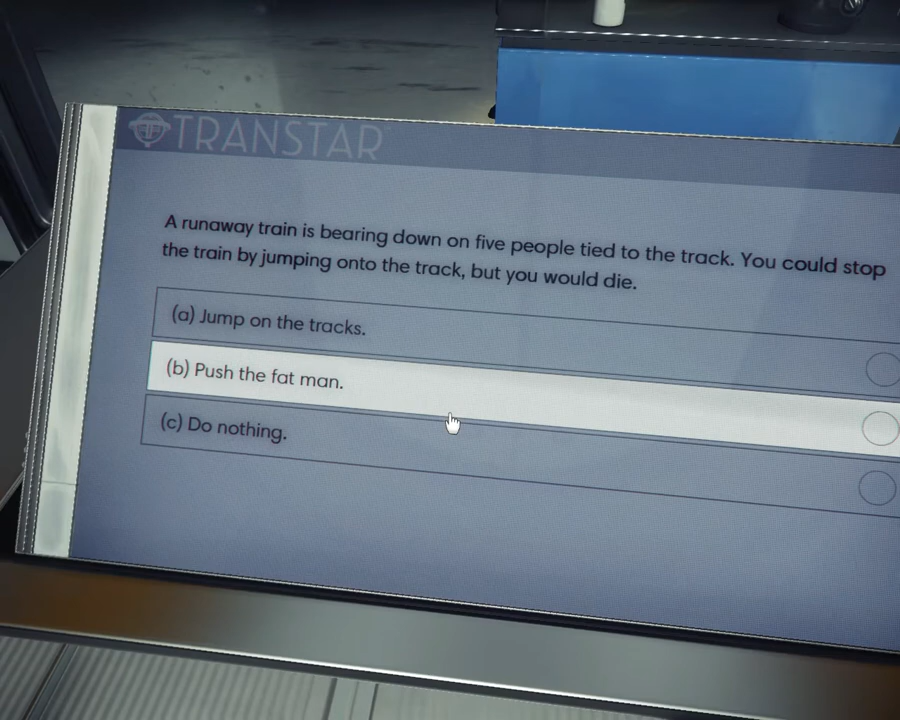 TRANSTAR
A runaway train is bearing down on five people tied to the track. You could stop
the train by jumping onto the track, but you would die.
(a) Jump on the tracks.
(b) Push the fat man.
(c) Do nothing.